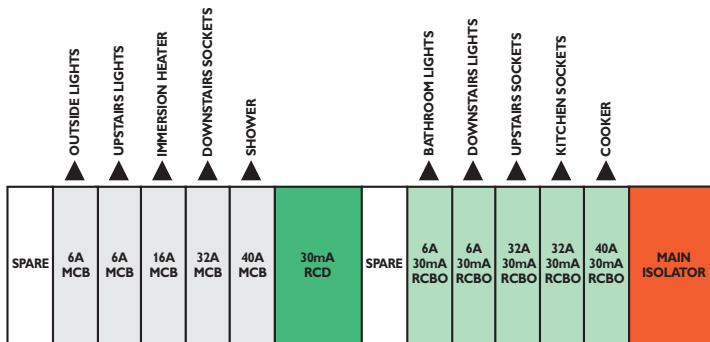 OUTSIDE LIGHTS
UPSTAIRS LIGHTS
IMMERSION HEATER
DOWNSTAIRS SOCKETS
SHOWER
BATHROOM LIGHTS
DOWNSTAIRS LIGHTS
UPSTAIRS SOCKETS
KITCHEN SOCKETS
COOKER
SPARE
6A
MCB
6A
MCB
16A
MCB
32A
MCB
40A
MCB
30mA
RCD
SPARE
6A
30mA
RCBO
6A
30mA
RCBO
32A
30mA
RCBO
32A
30mA
RCBO
40A
30mA
RCBO
MAIN
ISOLATOR